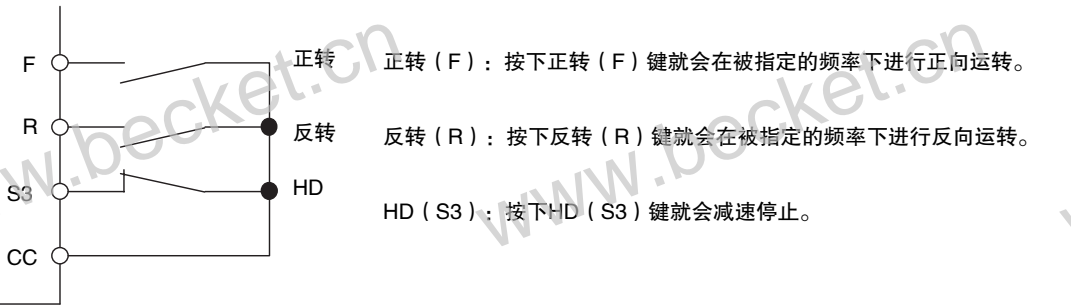 F 正转 正转（F）：按下正转（F）键就会在被指定的频率下进行正向运转。
R 反转 反转（R）：按下反转（R）键就会在被指定的频率下进行反向运转。
S3 HD
HD（S3）：按下HD（S3）键就会减速停止。
CC
w.becket.cn
www.becket.cn